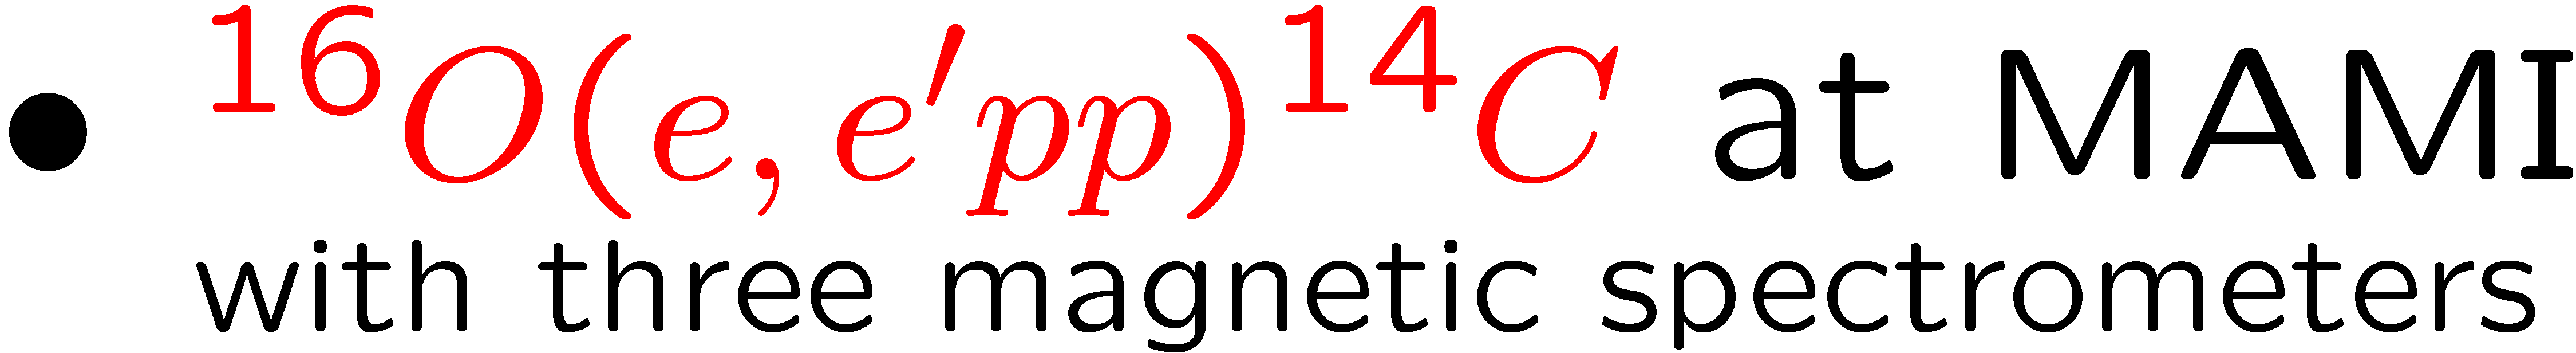 • ¹⁶O(e, e′pp)¹⁴C at MAMI
with three magnetic spectrometers